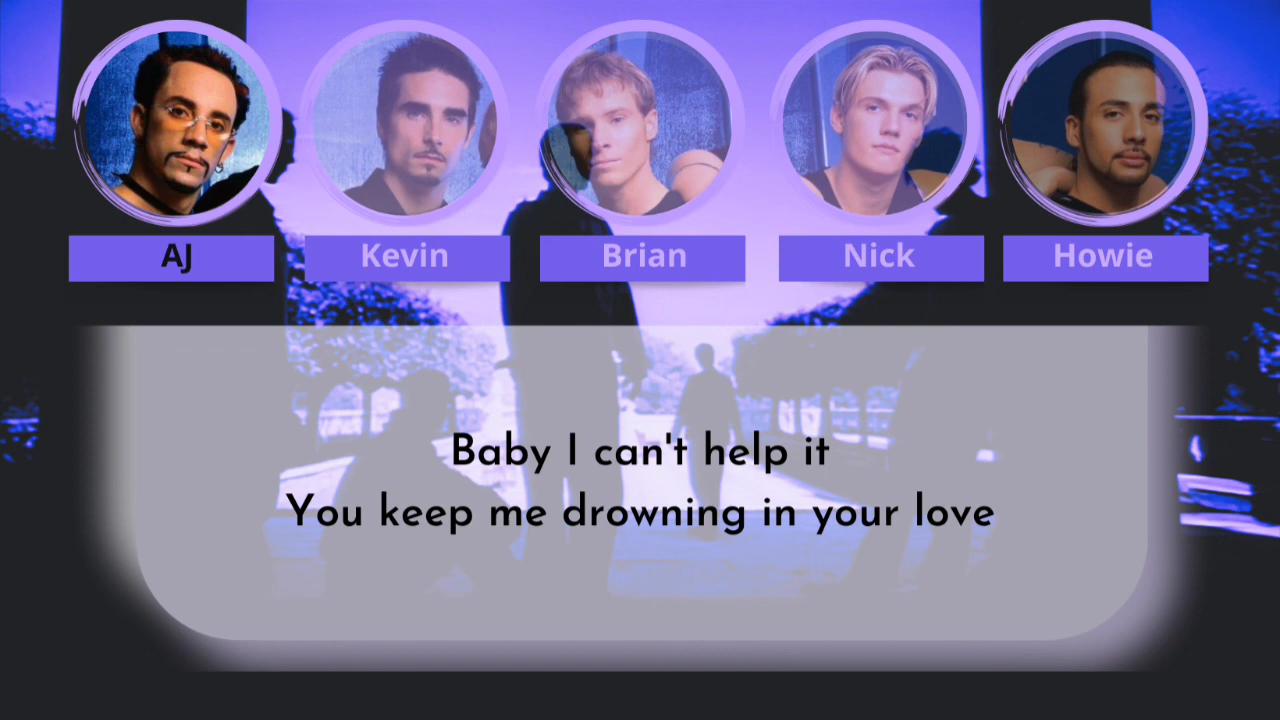 AJ
Kevin
Brian
Nick
Howie
Baby I can't help it
You keep me drowning in your love